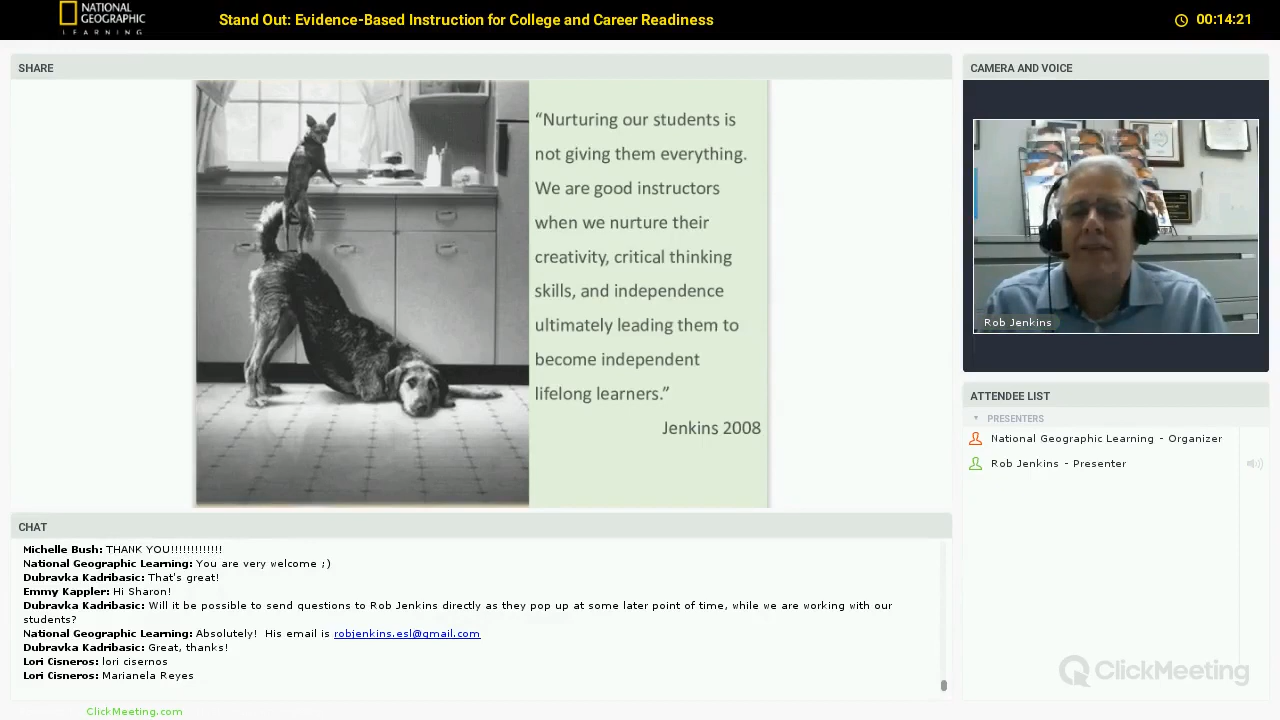 NATIONAL
GEOGRAPHIC
LEARNING
Stand Out: Evidence-Based Instruction for College and Career Readiness
00:14:21
SHARE
“Nurturing our students is
not giving them everything.
We are good instructors
when we nurture their
creativity, critical thinking
skills, and independence
ultimately leading them to
become independent
lifelong learners.”
Jenkins 2008
CAMERA AND VOICE
Rob Jenkins
ATTENDEE LIST
PRESENTERS
National Geographic Learning - Organizer
Rob Jenkins - Presenter
CHAT
Michelle Bush: THANK YOU!!!!!!!!!!!!!
National Geographic Learning: You are very welcome ;)
Dubravka Kadribasic: That's great!
Emmy Kappler: Hi Sharon!
Dubravka Kadribasic: Will it be possible to send questions to Rob Jenkins directly as they pop up at some later point of time, while we are working with our
students?
National Geographic Learning: Absolutely! His email is robjenkins.esl@gmail.com
Dubravka Kadribasic: Great, thanks!
Lori Cisneros: lori cisernos
Lori Cisneros: Marianela Reyes
ClickMeeting
ClickMeeting.com